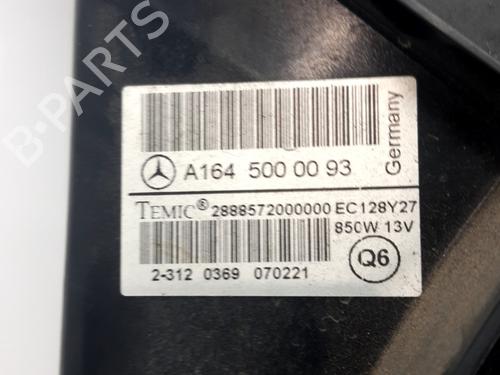 B-PARTS
A164 500 00 93
Germany
TEMIC® 2888572000000 EC128Y27
850W 13V
2-312 0369 070221
Q6